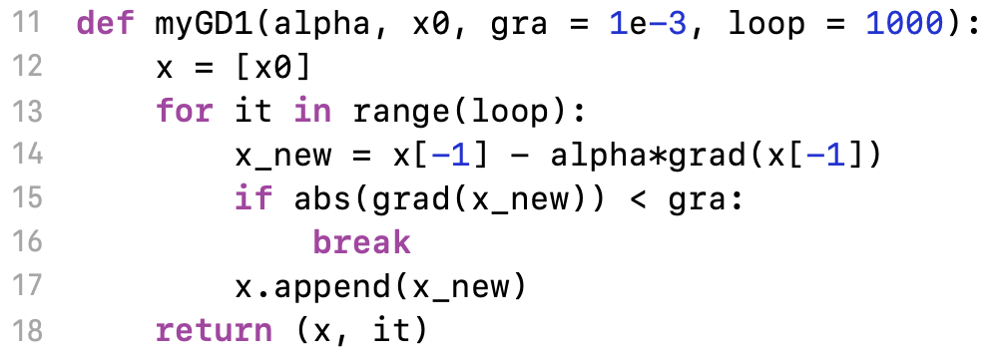 11 def myGD1(alpha, x0, gra = 1e-3, loop = 1000):
12     x = [x0]
13     for it in range(loop):
14         x_new = x[-1] - alpha*grad(x[-1])
15         if abs(grad(x_new)) < gra:
16             break
17         x.append(x_new)
18     return (x, it)